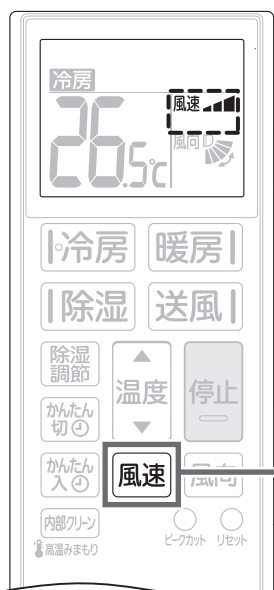 冷房
風速
26.5℃
風向
冷房 暖房
除湿 送風
除湿
調節
温度
停止
かんたん
切
かんたん
入
風速
風向
内部クリーン
高温みまもり
ピークカット リセット